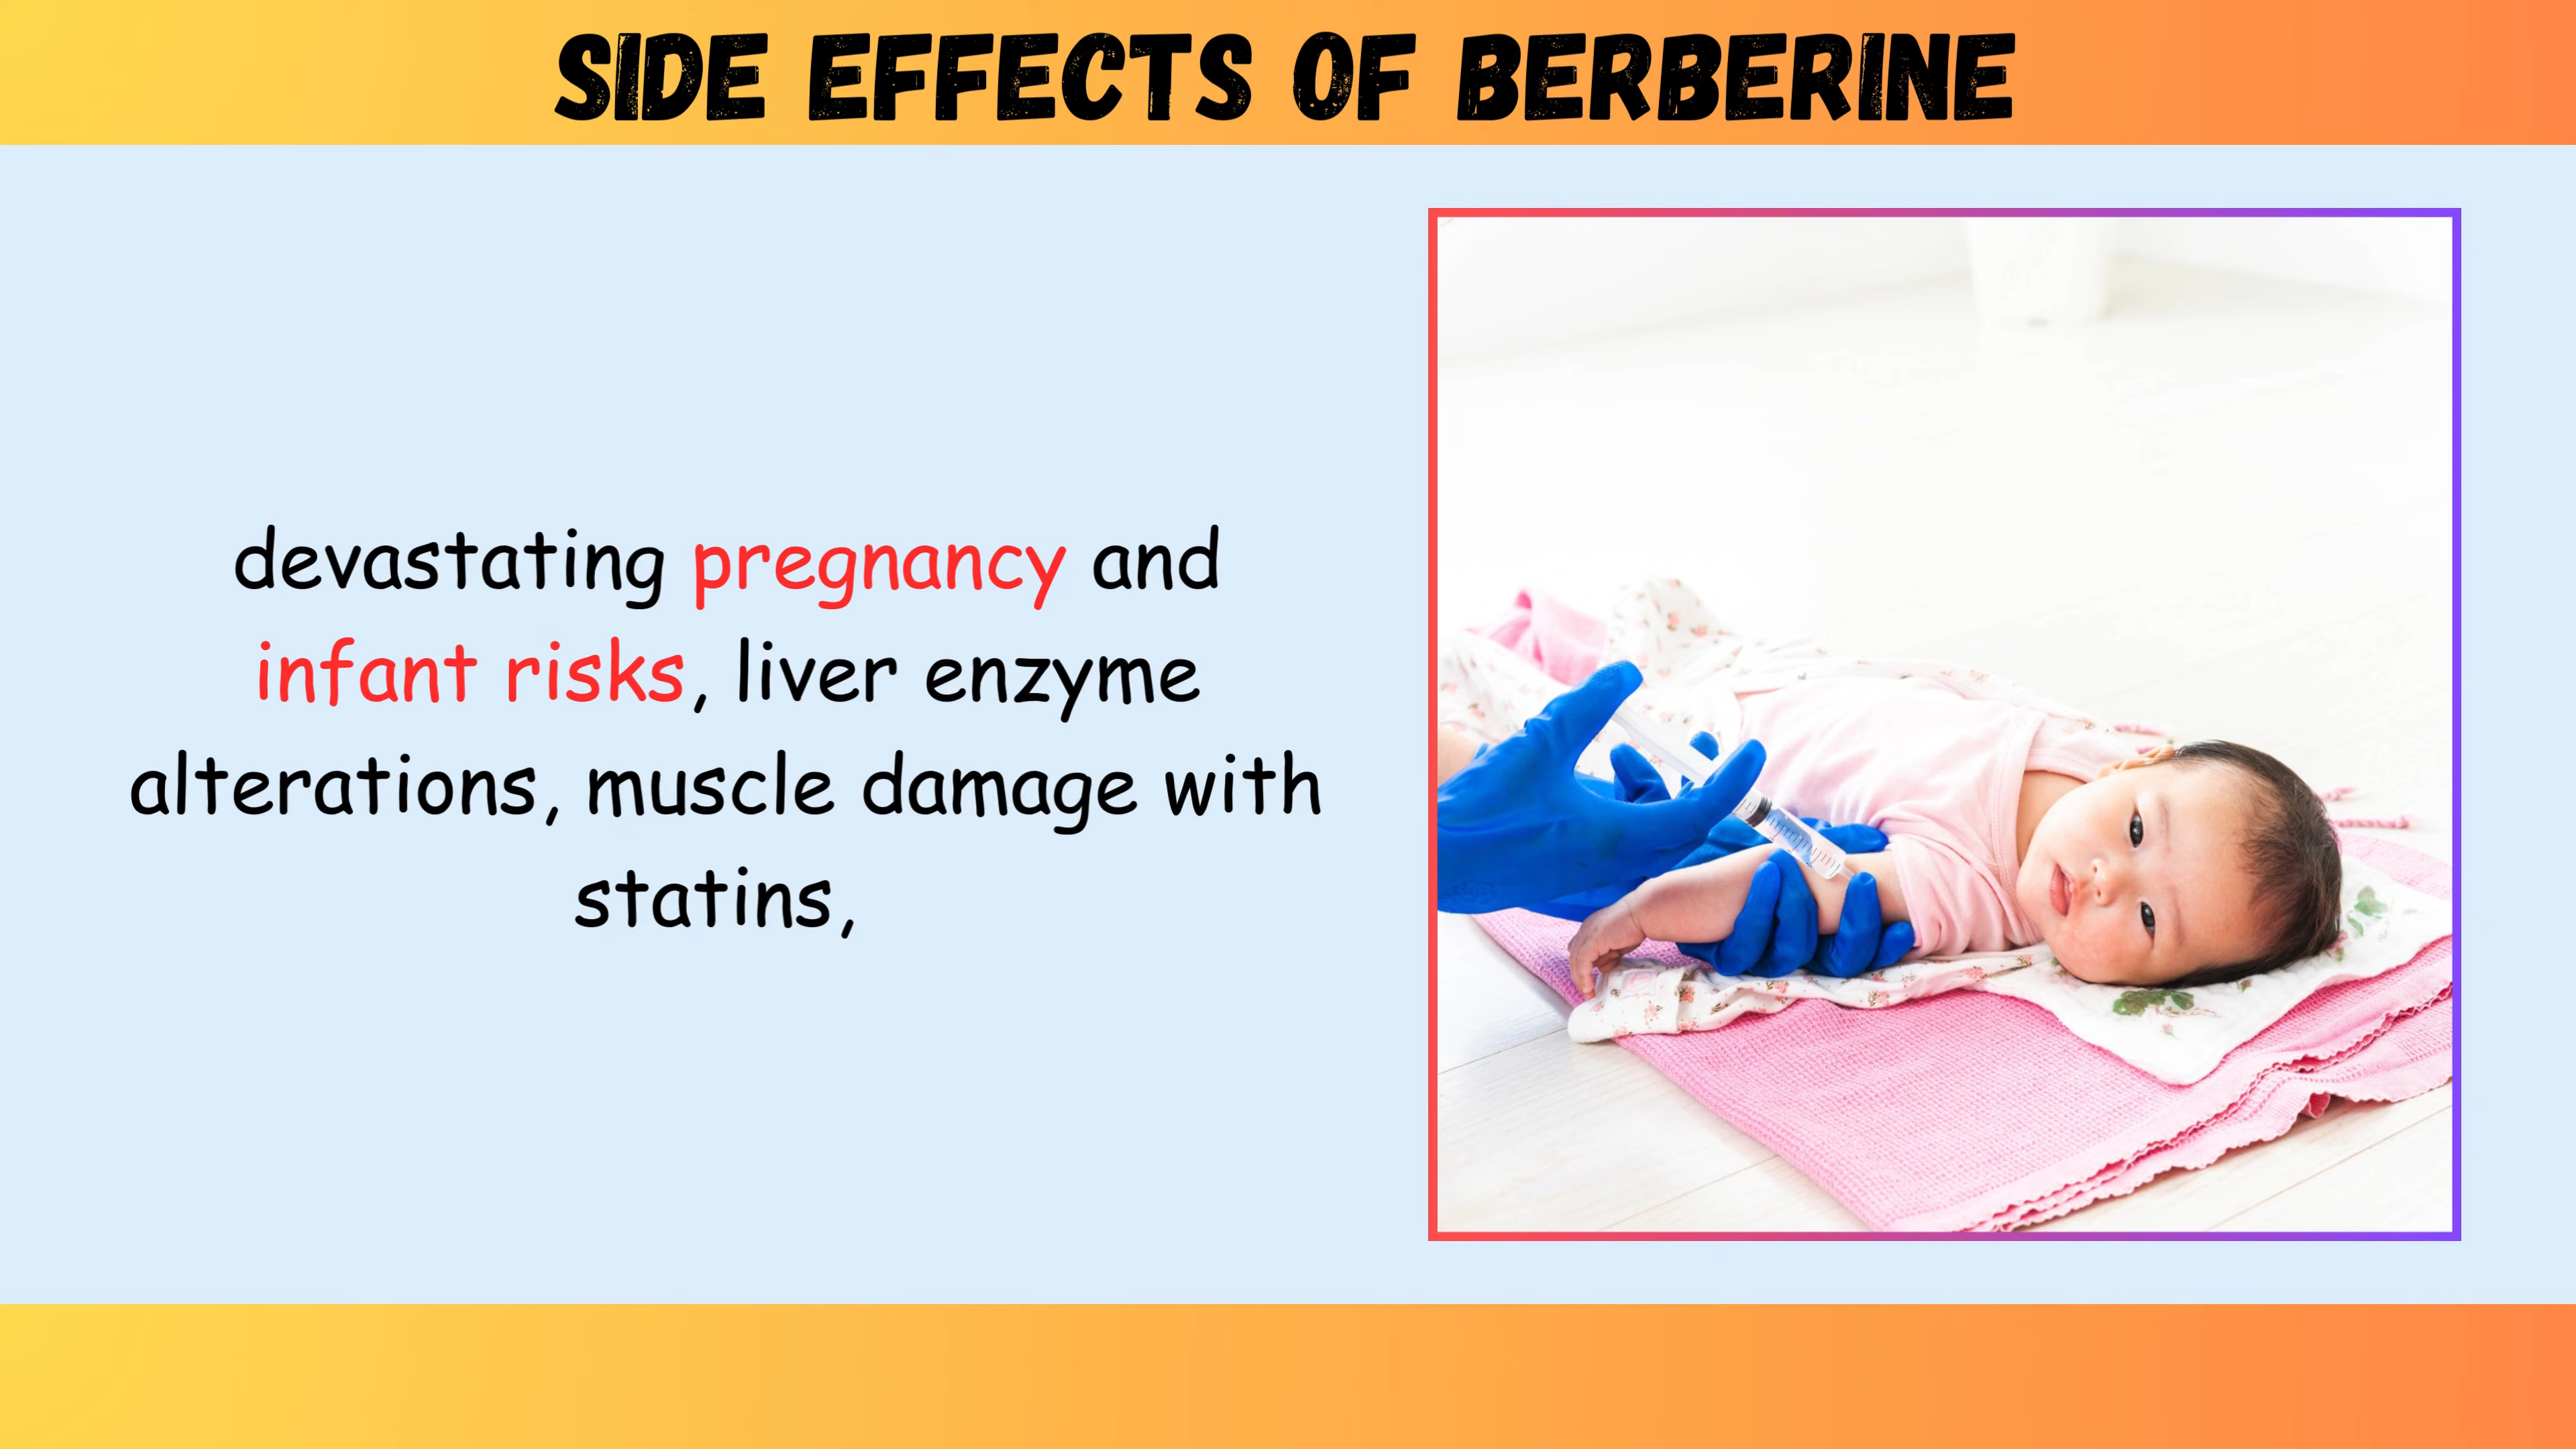 SIDE EFFECTS OF BERBERINE
devastating pregnancy and
infant risks, liver enzyme
alterations, muscle damage with
statins,